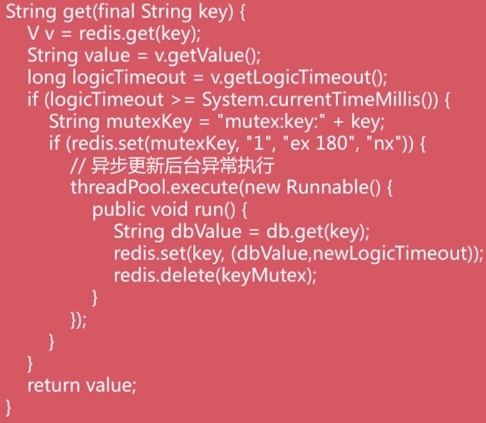 String get(final String key) {
V v = redis.get(key);
String value = v.getValue();
long logicTimeout = v.getLogicTimeout();
if (logicTimeout >= System.currentTimeMillis()) {
String mutexKey = "mutex:key:" + key;
if (redis.set(mutexKey, "1", "ex 180", "nx")) {
// 异步更新后台异常执行
threadPool.execute(new Runnable() {
public void run() {
String dbValue = db.get(key);
redis.set(key, (dbValue,newLogicTimeout));
redis.delete(keyMutex);
}
});
}
}
return value;
}